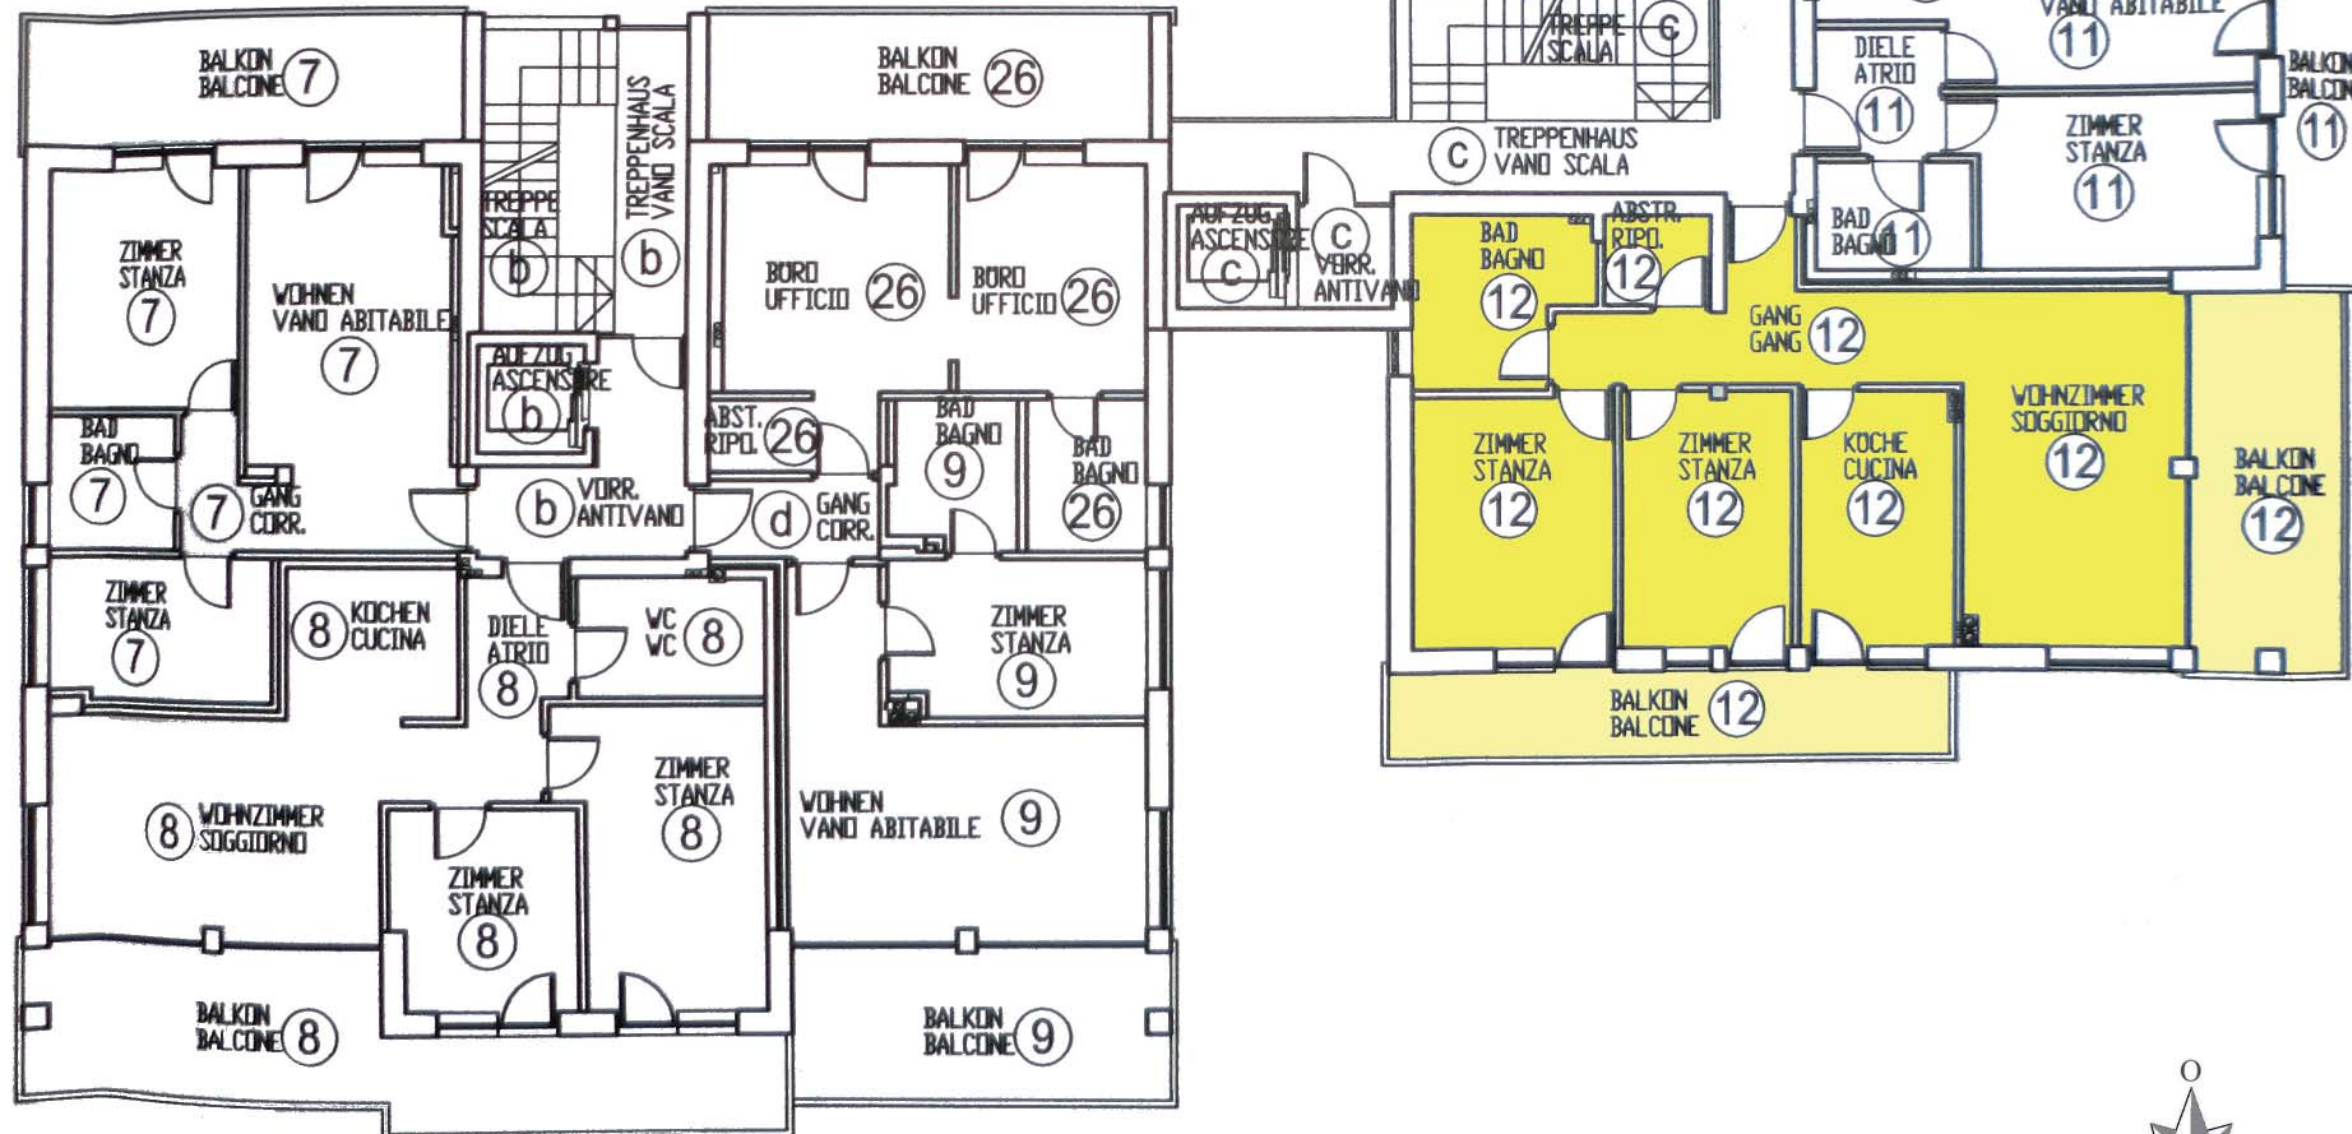 BALKON
BALCONE 7
TREPPE
SCALA
b
TREPPENHAUS
VANO SCALA
b
BALKON
BALCONE 26
TREPPE
SCALA
C
C TREPPENHAUS
VANO SCALA
VANO ABITABILE
11
DIELE
ATRIO
11
BALKON
BALCON
11
ZIMMER
STANZA
11
BAD
BAGNO 11
ZIMMER
STANZA
7
WOHNEN
VANO ABITABILE
7
BÜRO
UFFICIO 26
BÜRO
UFFICIO 26
AUFZUG
ASCENSORE
C
C
VORR.
ANTIVANO
BAD
BAGNO
12
ABSTR.
RIPO.
12
GANG
GANG 12
AUFZUG
ASCENSORE
b
BAD
BAGNO
7
7 GANG
CORR.
b VORR.
ANTIVANO
ABST.
RIPO. 26
d GANG
CORR.
BAD
BAGNO
9
BAD
BAGNO
26
ZIMMER
STANZA
12
ZIMMER
STANZA
12
KÜCHE
CUCINA
12
WOHNZIMMER
SOGGIORNO
12
BALKON
BALCONE
12
BALKON
BALCONE 12
ZIMMER
STANZA
7
8 KOCHEN
CUCINA
DIELE
ATRIO
8
WC
WC 8
ZIMMER
STANZA
9
8 WOHNZIMMER
SOGGIORNO
ZIMMER
STANZA
8
ZIMMER
STANZA
8
WOHNEN
VANO ABITABILE 9
BALKON
BALCONE 8
BALKON
BALCONE 9
O